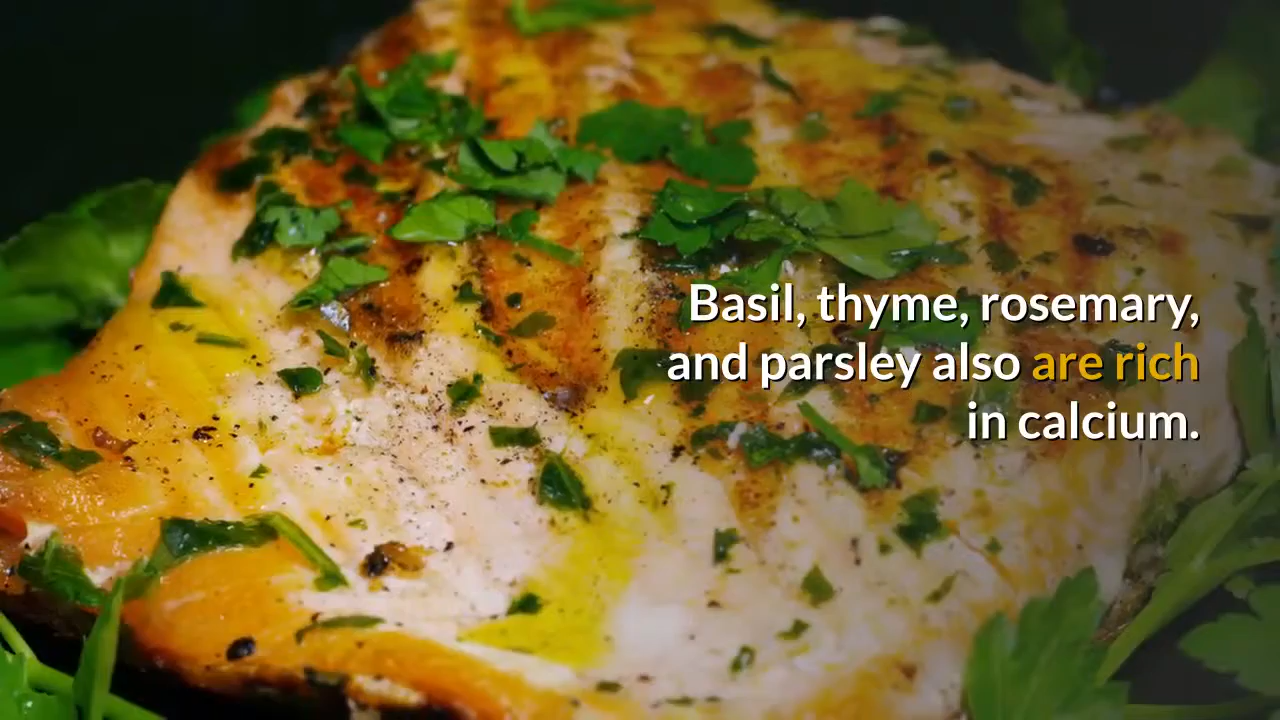 Basil, thyme, rosemary,
and parsley also are rich
in calcium.